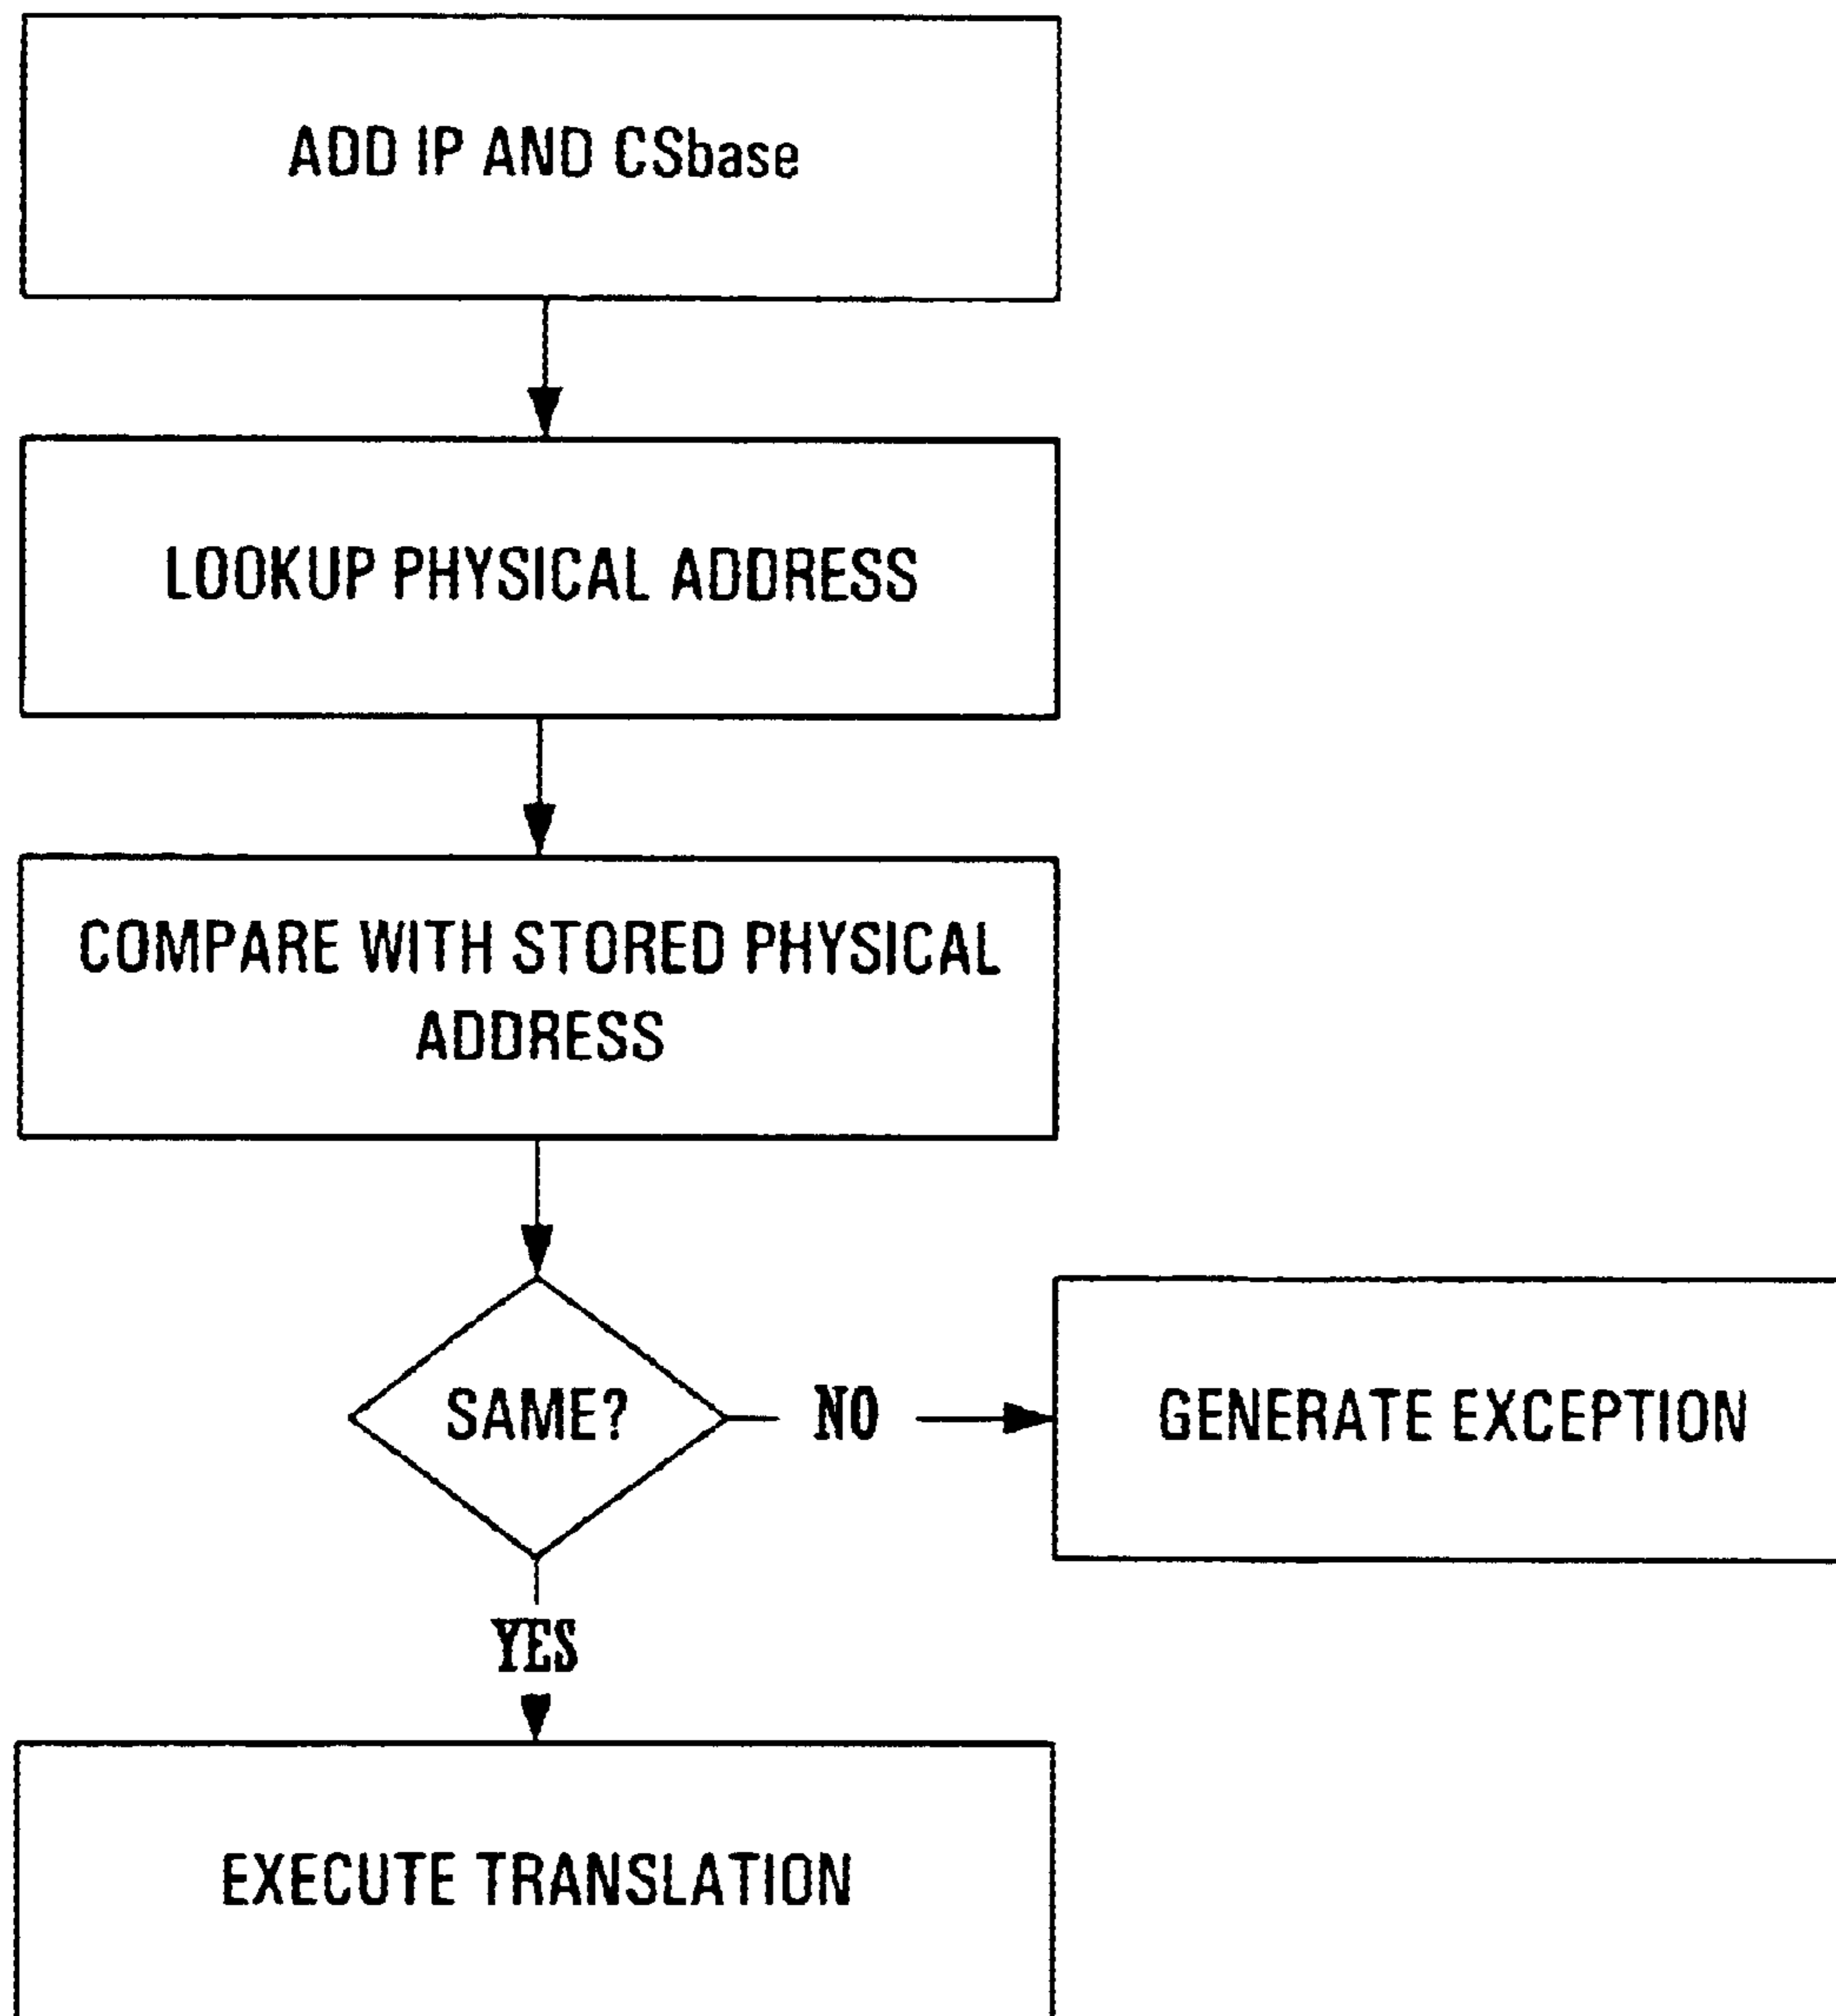 ADD IP AND CSbase
LOOKUP PHYSICAL ADDRESS
COMPARE WITH STORED PHYSICAL
ADDRESS
SAME?
NO
GENERATE EXCEPTION
YES
EXECUTE TRANSLATION